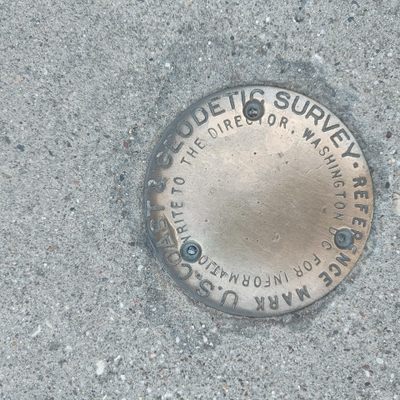 U.S. COAST & GEODETIC SURVEY · REFERENCE MARK
WRITE TO THE DIRECTOR, WASHINGTON D.C. FOR INFORMATION